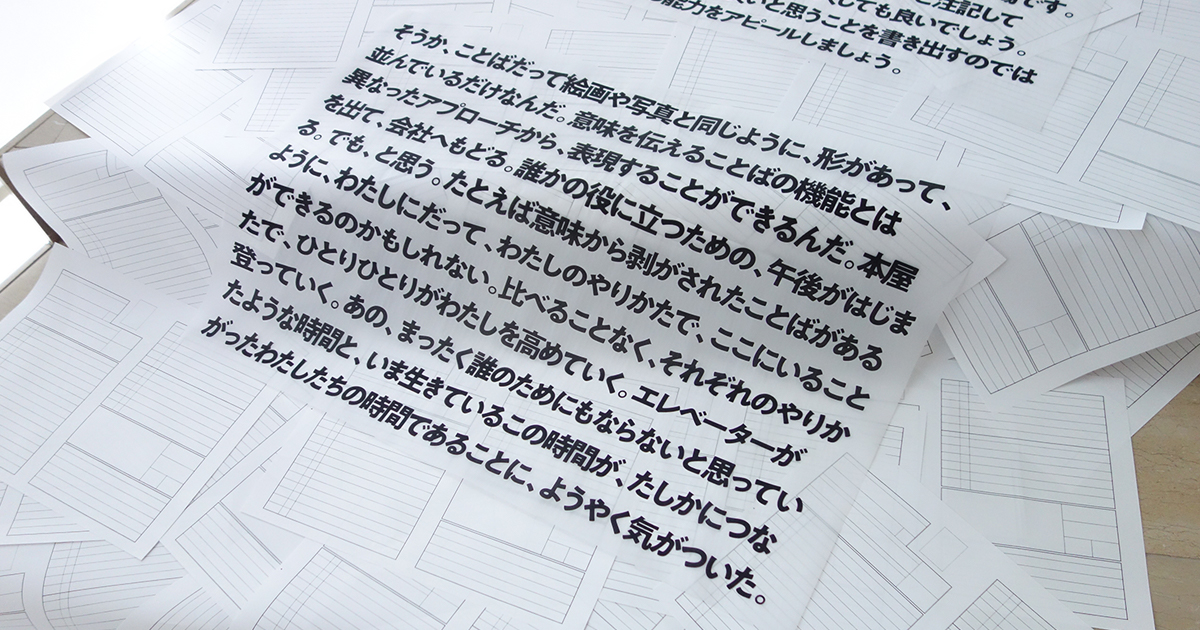 です。
ご注記して
しても良いでしょう。
いと思うことを書き出すのでは
能力をアピールしましょう。
そうか、ことばだって絵画や写真と同じように、形があって、
並んでいるだけなんだ。意味を伝えることばの機能とは
異なったアプローチから、表現することができるんだ。本屋
を出て、会社へもどる。誰かの役に立つための、午後がはじま
る。でも、と思う。たとえば意味から剥がされたことばがある
ように、わたしにだって、わたしのやりかたで、ここにいること
ができるのかもしれない。比べることなく、それぞれのやりか
たで、ひとりひとりがわたしを高めていく。エレベーターが
登っていく。あの、まったく誰のためにもならないと思ってい
たような時間と、いま生きているこの時間が、たしかにつな
がったわたしたちの時間であることに、ようやく気がついた。